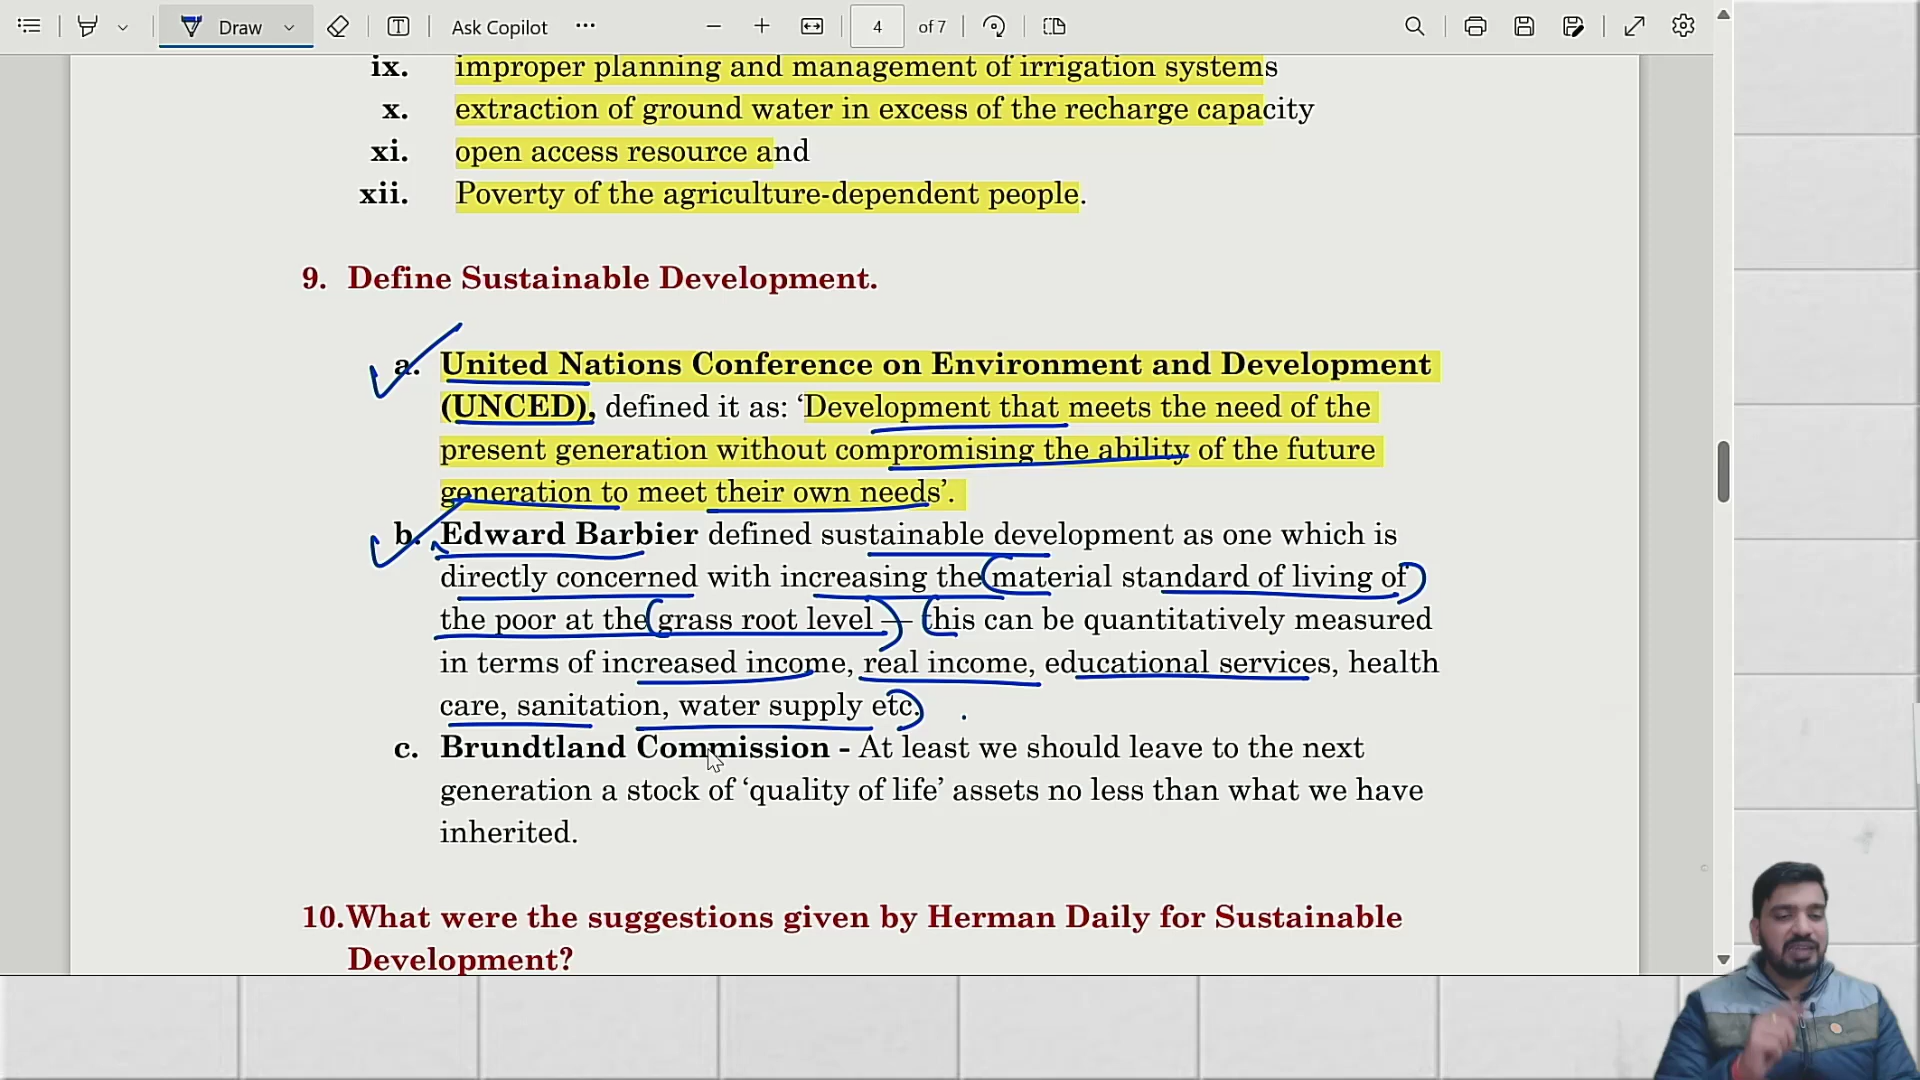 Draw
Ask Copilot
4 of 7
ix. improper planning and management of irrigation systems
x. extraction of ground water in excess of the recharge capacity
xi. open access resource and
xii. Poverty of the agriculture-dependent people.
9. Define Sustainable Development.
a. United Nations Conference on Environment and Development
(UNCED), defined it as: ‘Development that meets the need of the
present generation without compromising the ability of the future
generation to meet their own needs’.
b. Edward Barbier defined sustainable development as one which is
directly concerned with increasing the material standard of living of
the poor at the grass root level — this can be quantitatively measured
in terms of increased income, real income, educational services, health
care, sanitation, water supply etc.
c. Brundtland Commission - At least we should leave to the next
generation a stock of ‘quality of life’ assets no less than what we have
inherited.
10.What were the suggestions given by Herman Daily for Sustainable
Development?